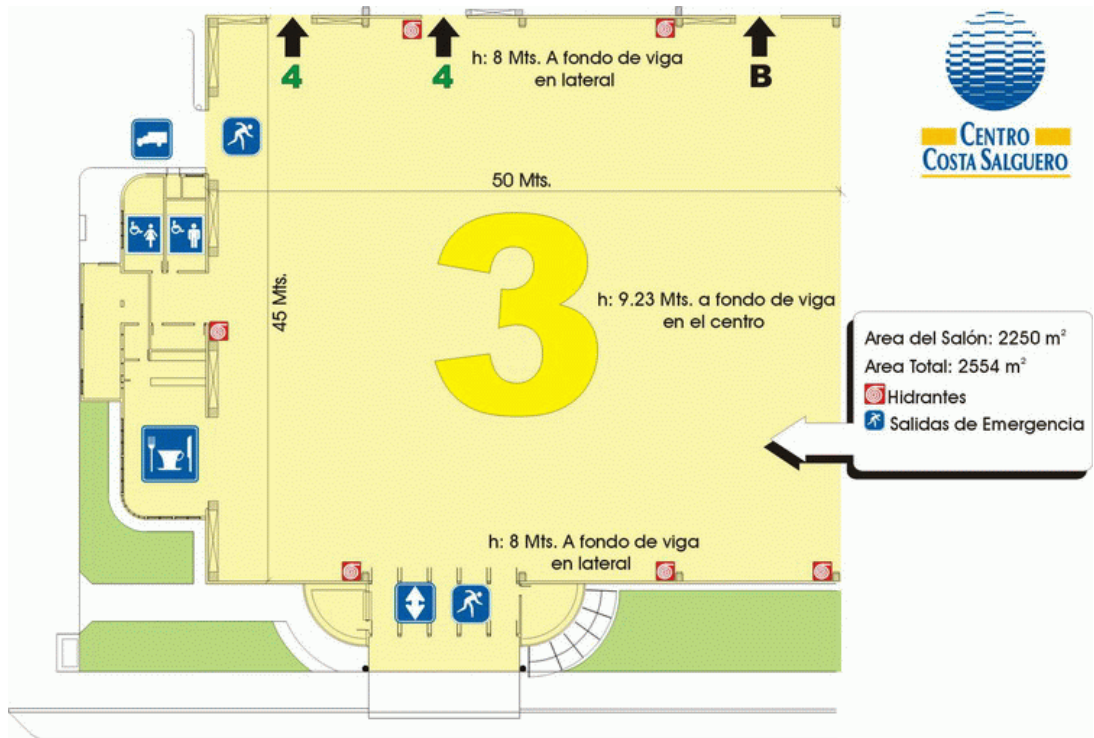 4
4
B
h: 8 Mts. A fondo de viga
en lateral
CENTRO
COSTA SALGUERO
50 Mts.
3
45 Mts.
h: 9.23 Mts. a fondo de viga
en el centro
Area del Salón: 2250 m²
Area Total: 2554 m²
Hidrantes
Salidas de Emergencia
h: 8 Mts. A fondo de viga
en lateral